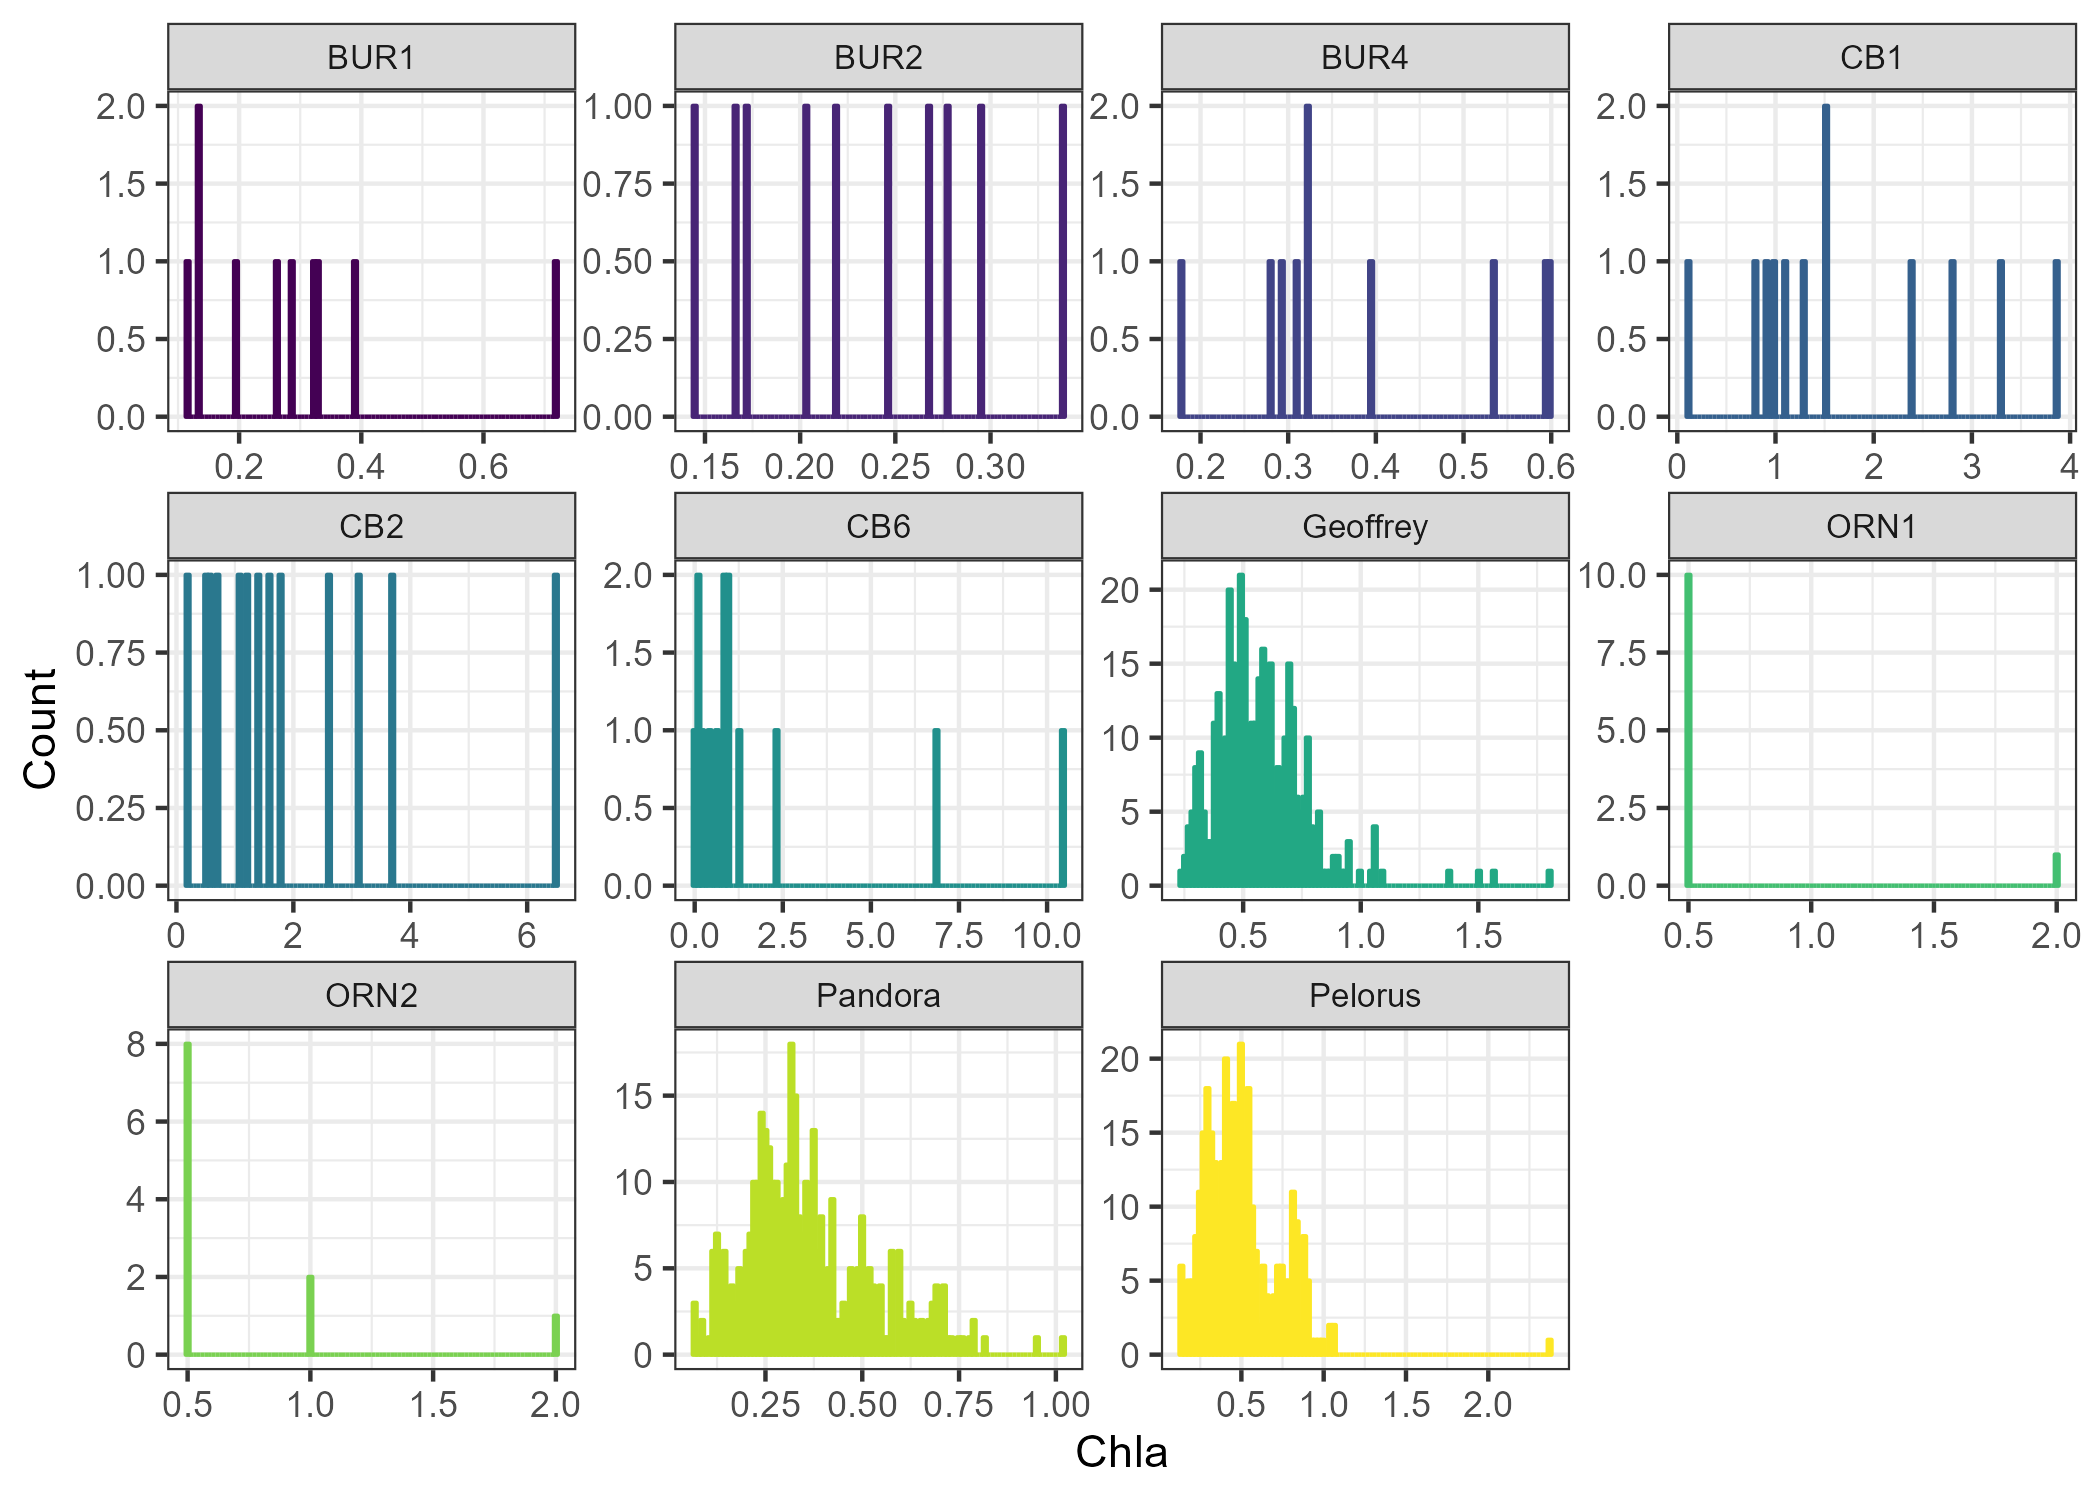 BUR1 BUR2 BUR4 CB1
2.0 1.00 2.0 2.0
1.5 0.75 1.5 1.5
1.0 0.50 1.0 1.0
0.5 0.25 0.5 0.5
0.0 0.00 0.0 0.0
0.2 0.4 0.6 0.15 0.20 0.25 0.30 0.2 0.3 0.4 0.5 0.6 0 1 2 3 4
CB2 CB6 Geoffrey ORN1
1.00 2.0 20 10.0
0.75 1.5 15 7.5
0.50 1.0 10 5.0
0.25 0.5 5 2.5
0.00 0.0 0 0.0
0 2 4 6 0.0 2.5 5.0 7.5 10.0 0.5 1.0 1.5 0.5 1.0 1.5 2.0
Count
ORN2 Pandora Pelorus
8 15 20
6 10 15
4 5 10
2 0 5
0 0
0.5 1.0 1.5 2.0 0.25 0.50 0.75 1.00 0.5 1.0 1.5 2.0
Chla